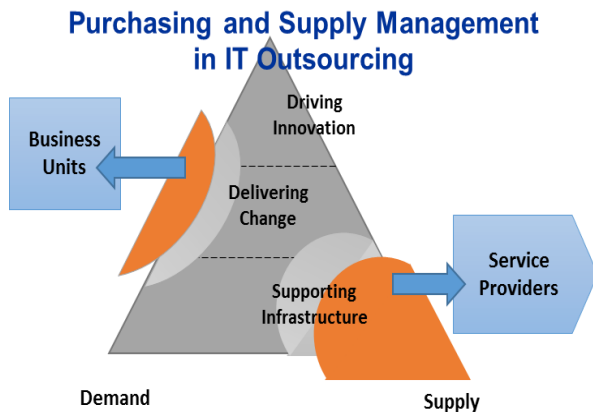 Purchasing and Supply Management
in IT Outsourcing
Driving
Innovation
Business
Units
Delivering
Change
Service
Providers
Supporting
Infrastructure
Demand
Supply